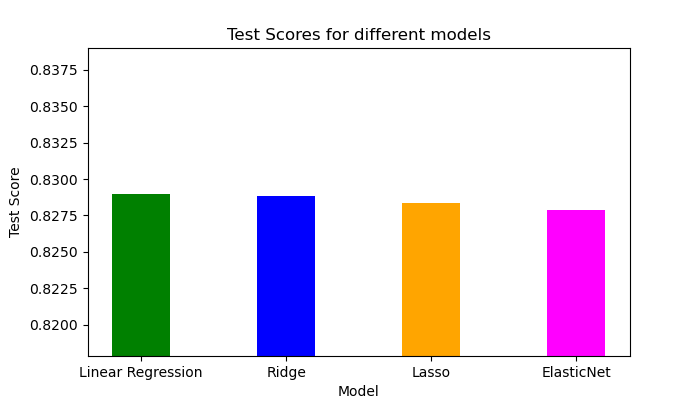 Test Scores for different models
Test Score
0.8375
0.8350
0.8325
0.8300
0.8275
0.8250
0.8225
0.8200
Linear Regression Ridge Lasso ElasticNet
Model